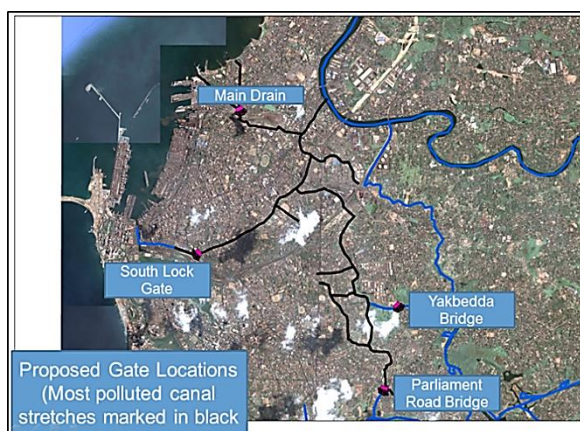 Main Drain
South Lock
Gate
Yakbedda
Bridge
Parliament
Road Bridge
Proposed Gate Locations
(Most polluted canal
stretches marked in black